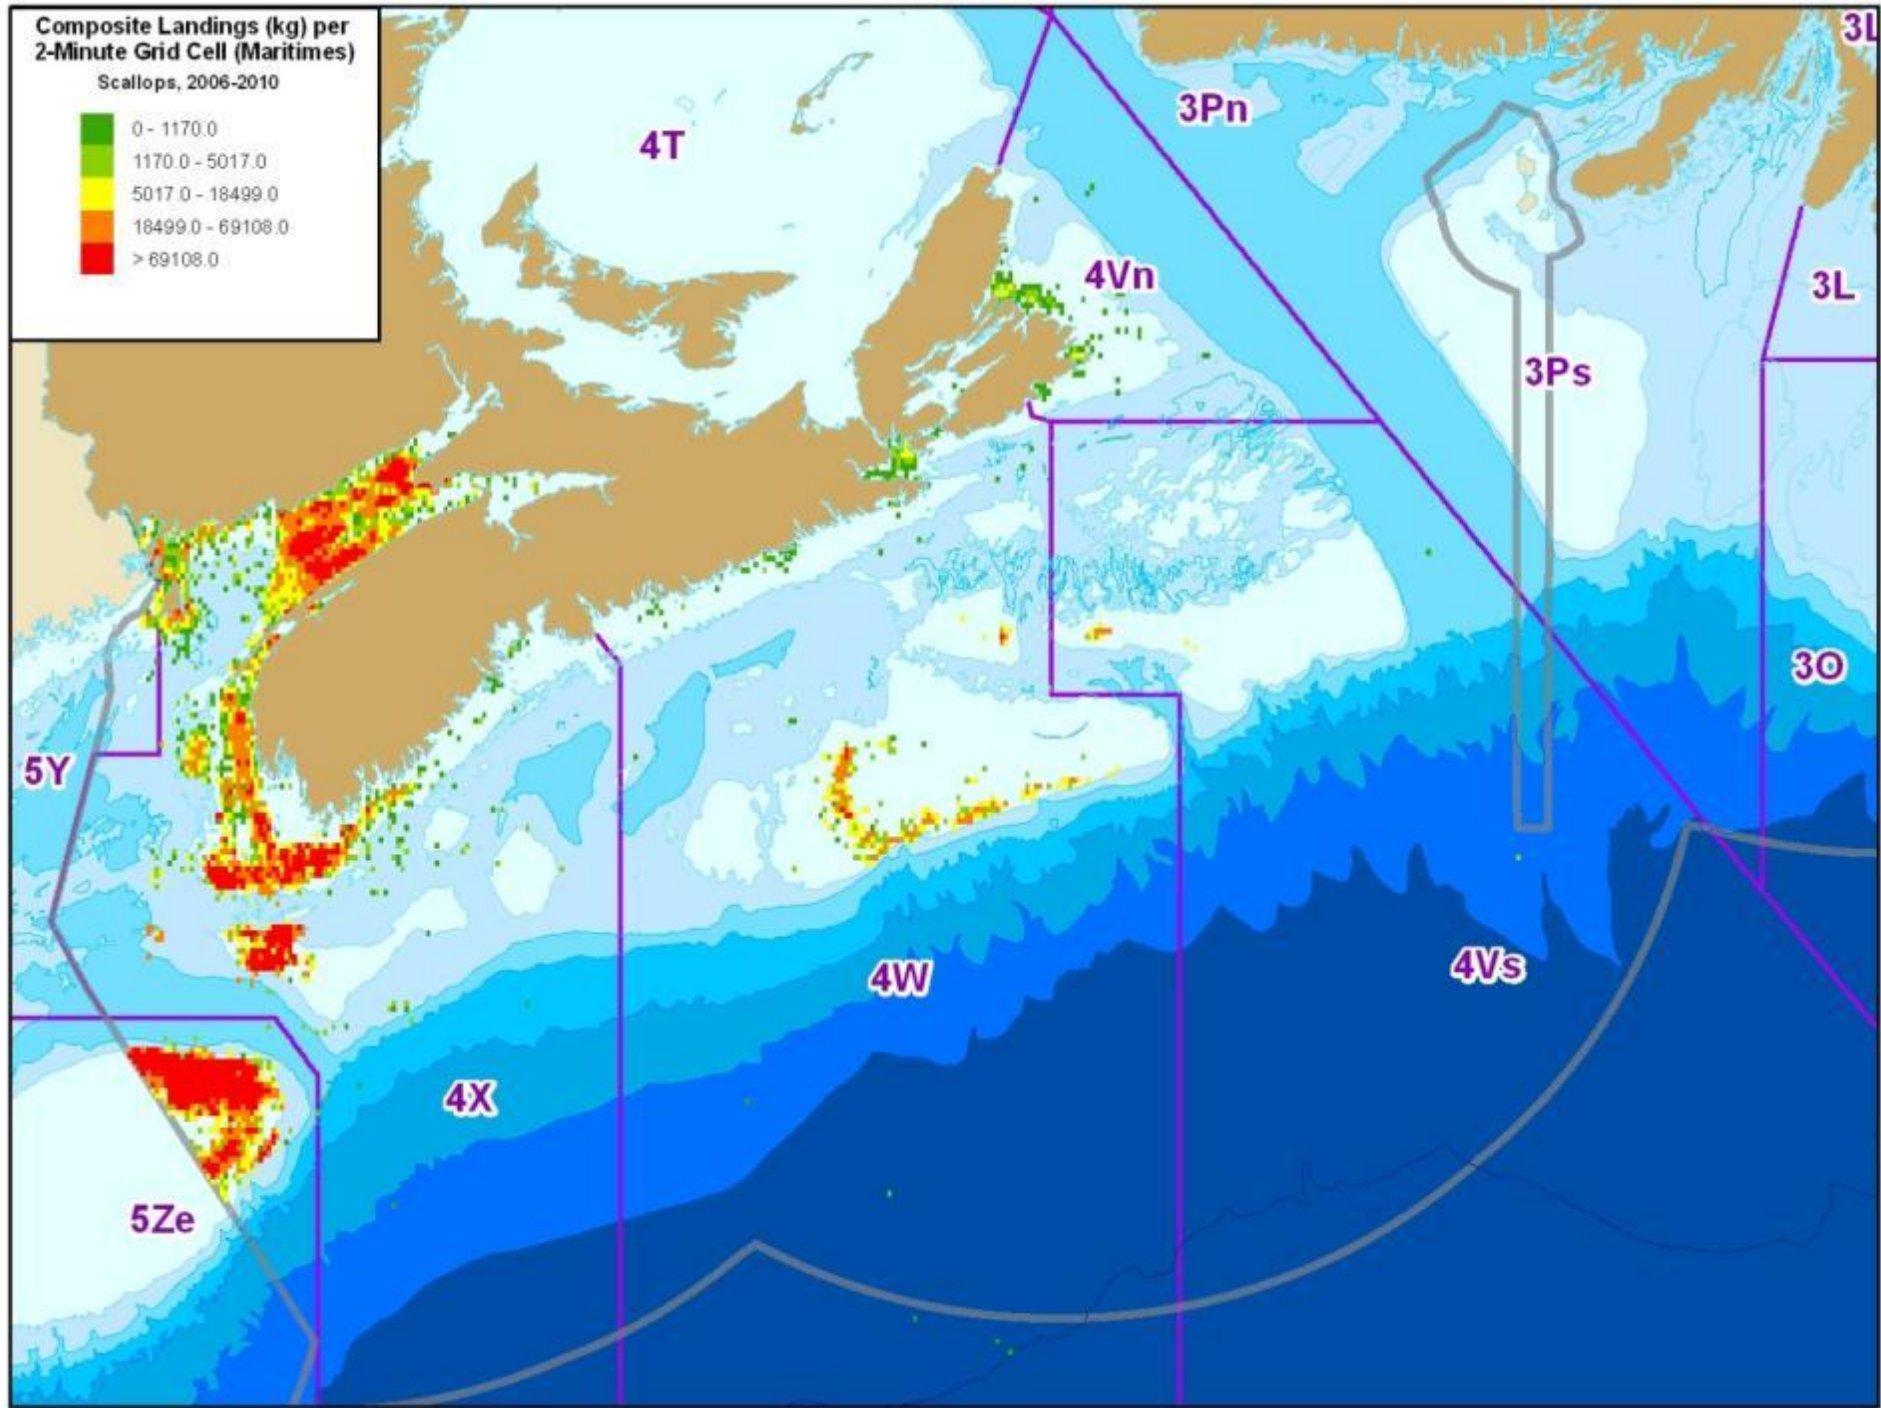 Composite Landings (kg) per
2-Minute Grid Cell (Maritimes)
Scallops, 2006-2010
0 - 1170.0
1170.0 - 5017.0
5017.0 - 18499.0
18499.0 - 69108.0
> 69108.0
3L
3Pn
4T
4Vn
3L
3Ps
3O
5Y
4Vs
4W
4X
5Ze